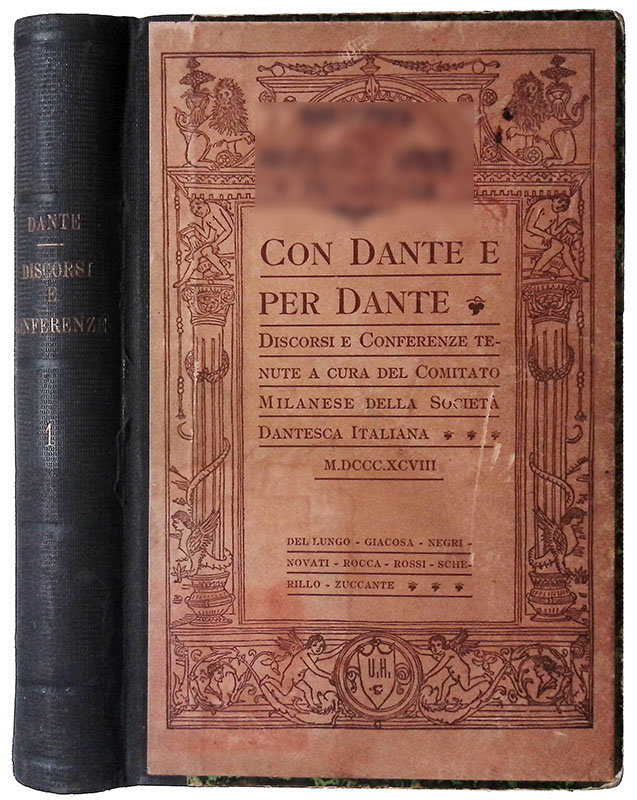 DANTE
DISCORSI
E
CONFERENZE
1
CON DANTE E
PER DANTE
DISCORSI E CONFERENZE TE-
NUTE A CURA DEL COMITATO
MILANESE DELLA SOCIETÀ
DANTESCA ITALIANA
M.DCCC.XCVIII
DEL LUNGO - GIACOSA - NEGRI -
NOVATI - ROCCA - ROSSI - SCHE-
RILLO - ZUCCANTE
U.H.